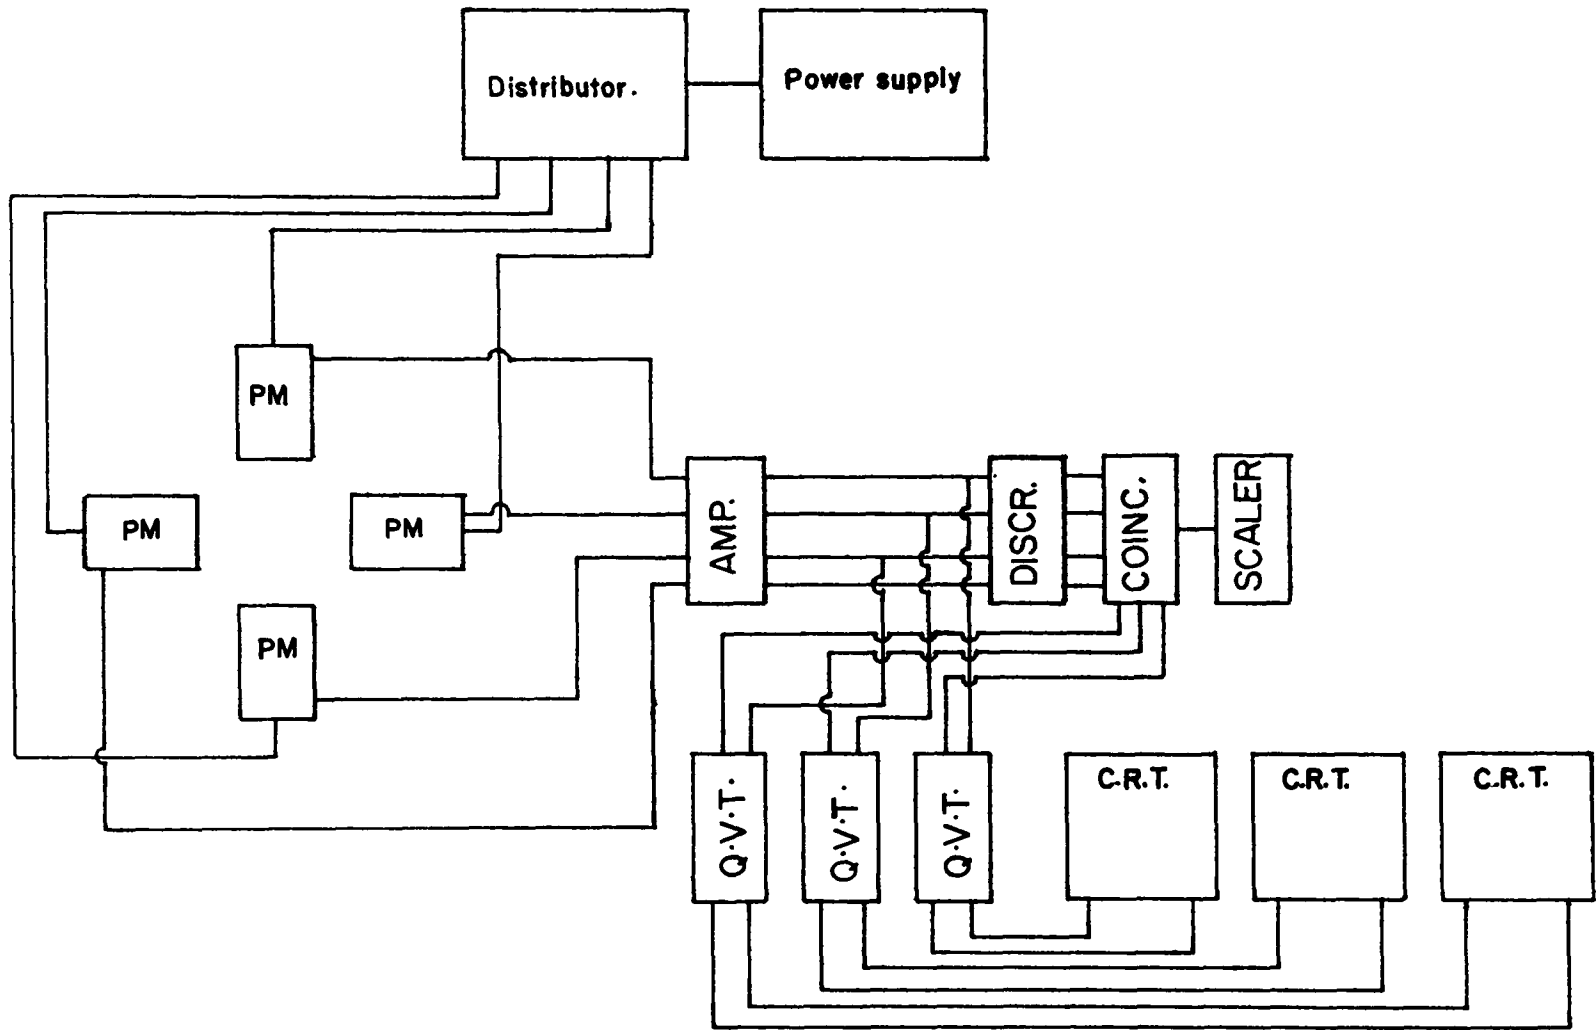 Distributor.
Power supply
PM
PM
PM
PM
AMP.
DISCR.
COINC.
SCALER
Q.V.T.
Q.V.T.
Q.V.T.
C.R.T.
C.R.T.
C.R.T.